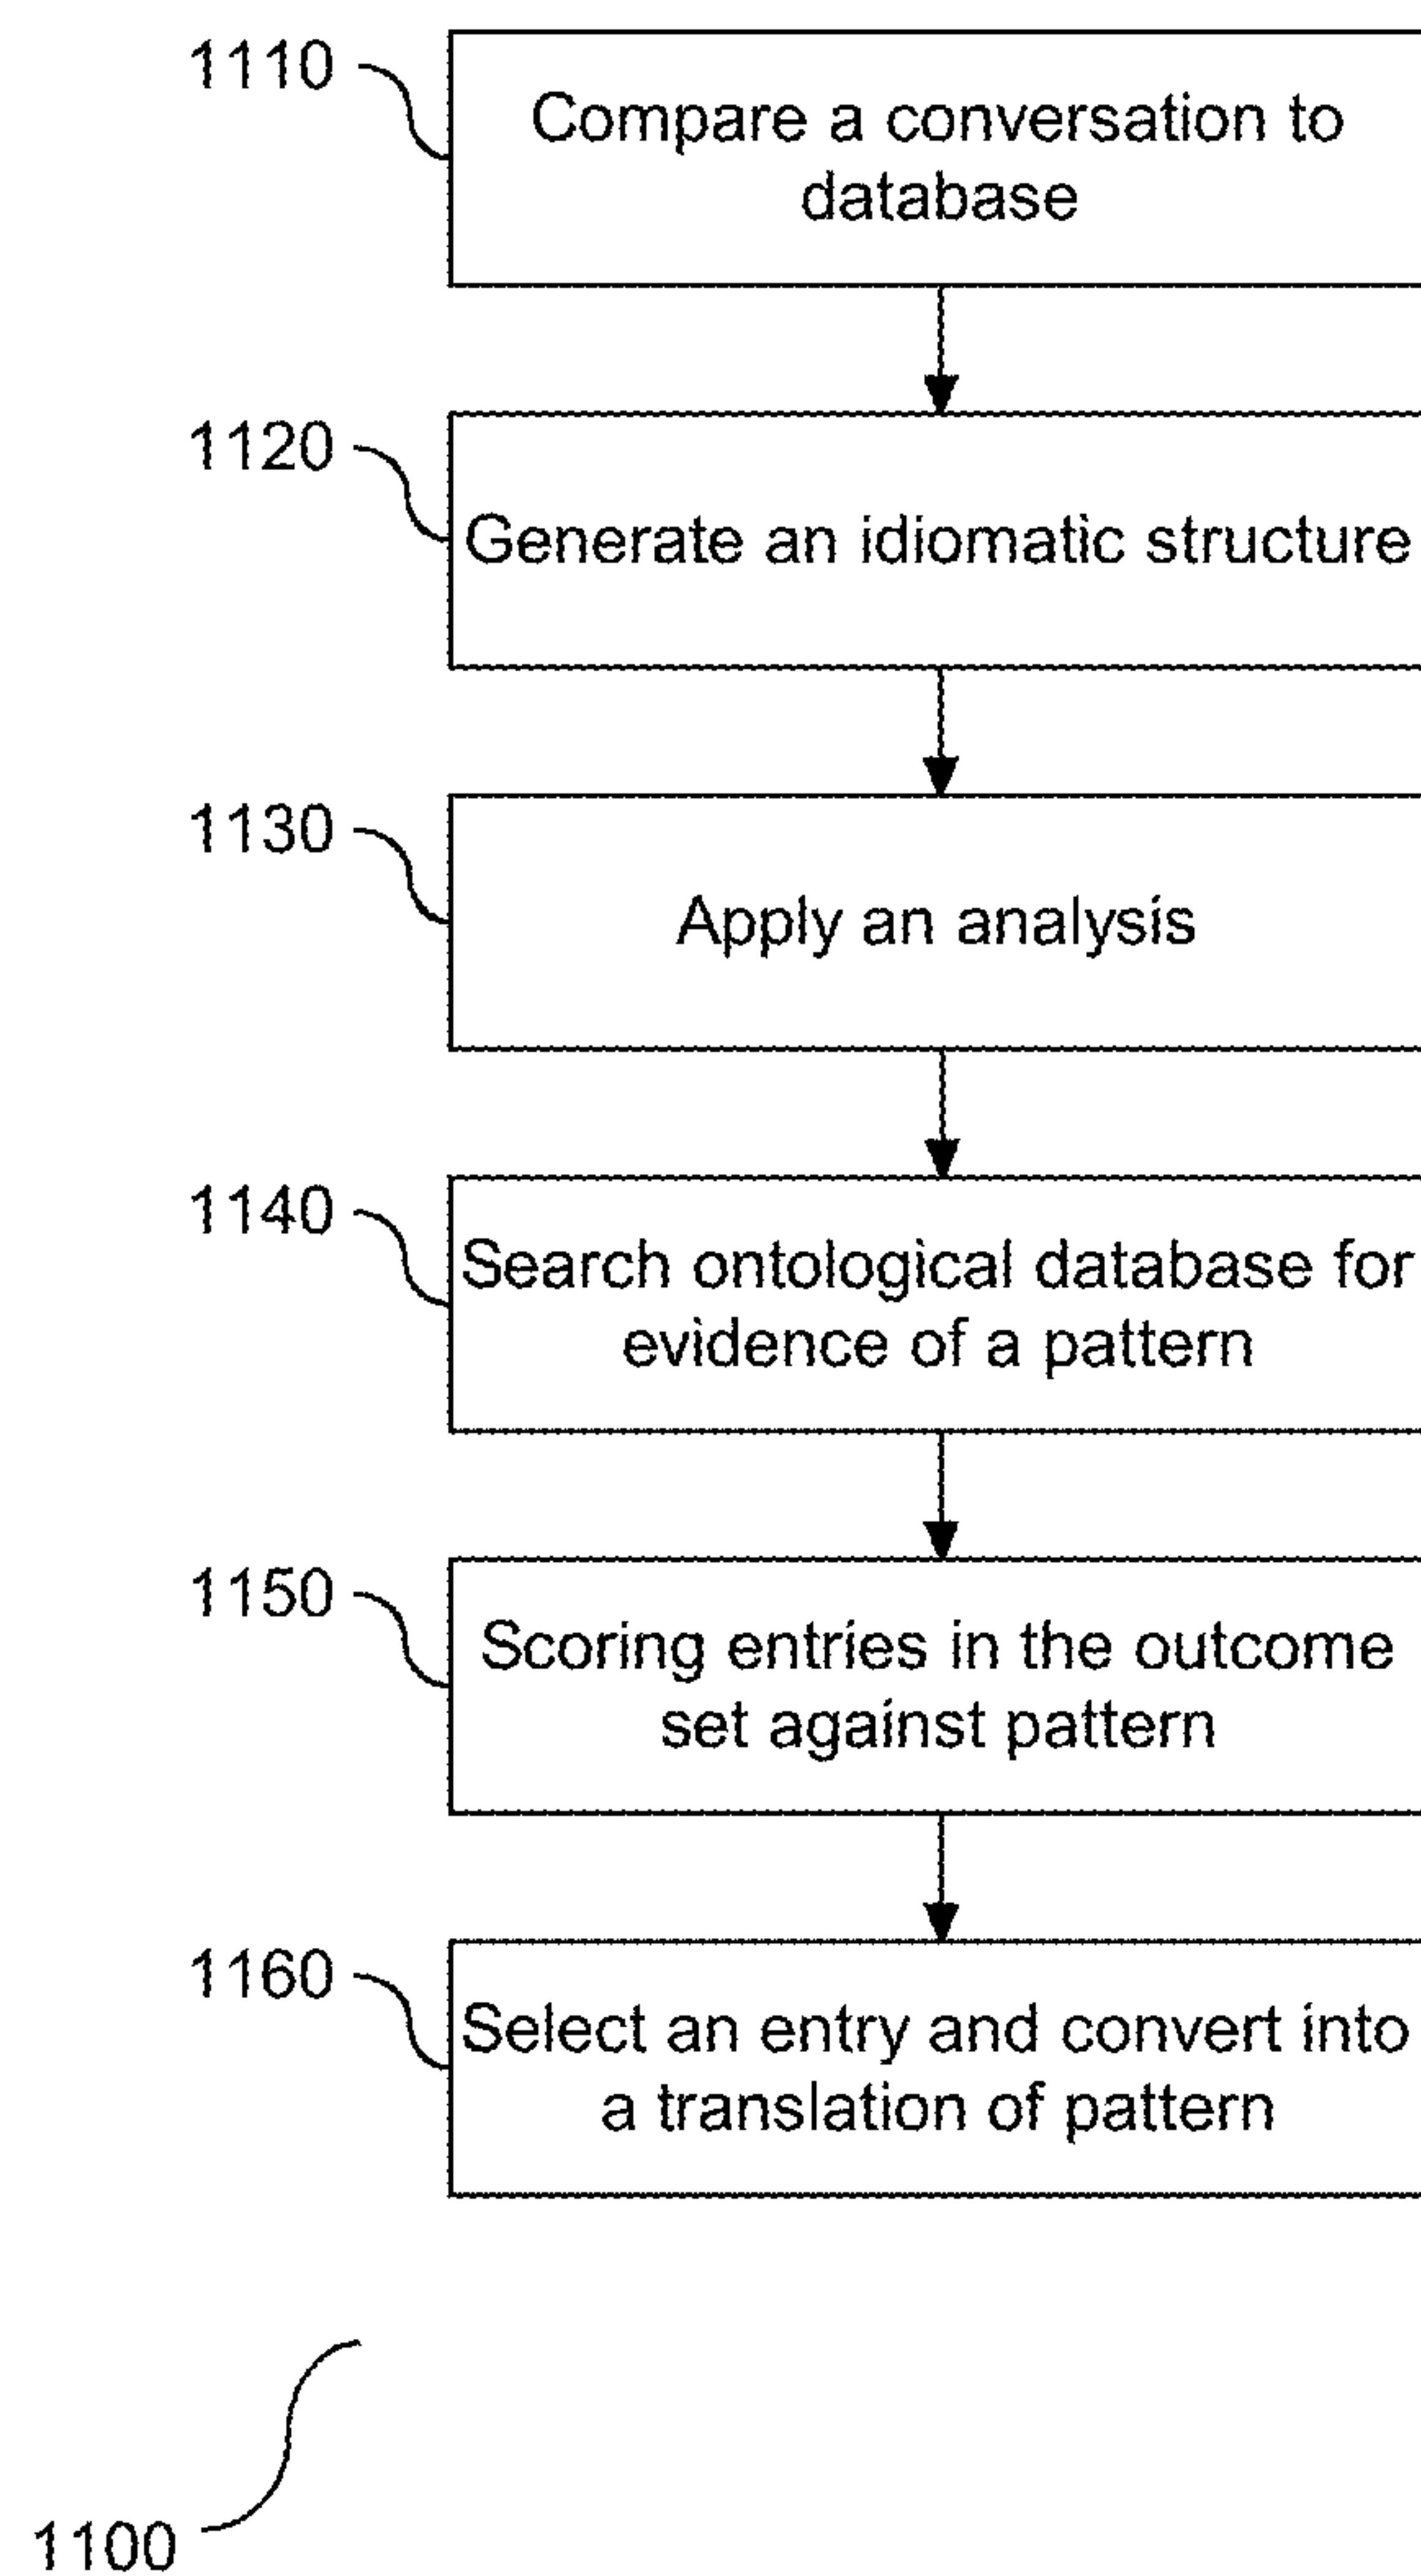 1110
Compare a conversation to
database
1120
Generate an idiomatic structure
1130
Apply an analysis
1140
Search ontological database for
evidence of a pattern
1150
Scoring entries in the outcome
set against pattern
1160
Select an entry and convert into
a translation of pattern
1100